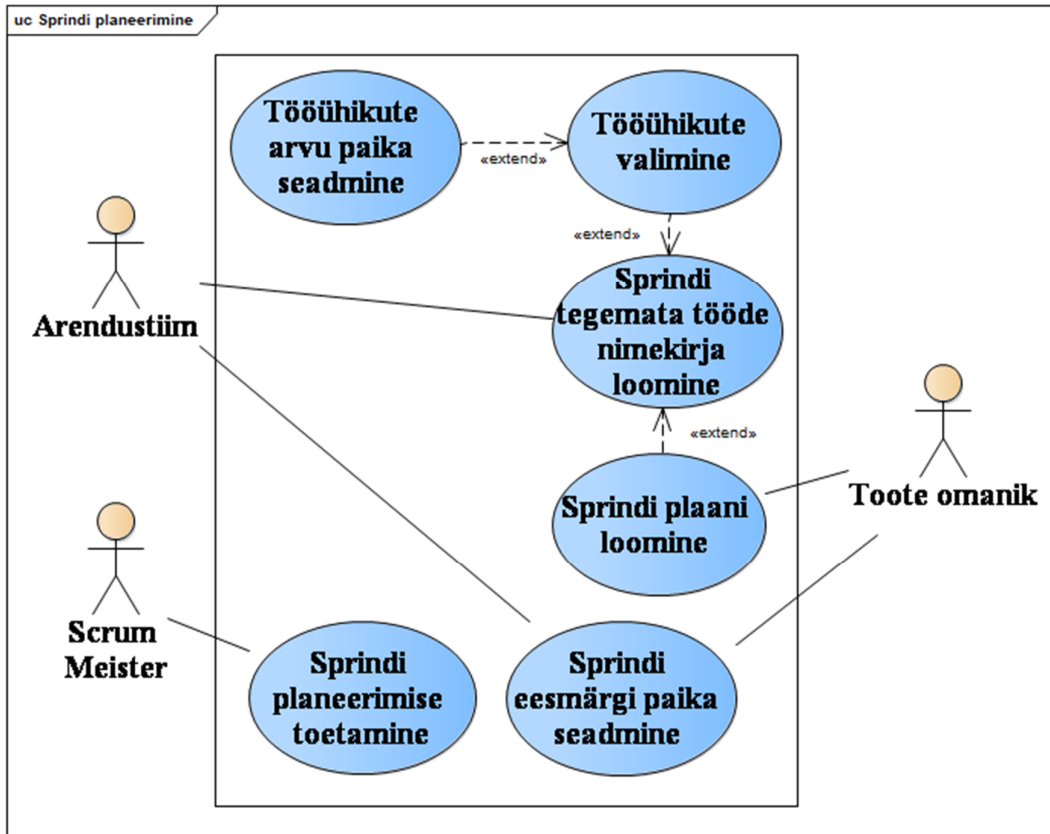 uc Sprindi planeerimine
Tööühikute
arvu paika
seadmine
«extend»
Tööühikute
valimine
«extend»
Sprindi
tegemata tööde
nimekirja
loomine
Arendustiim
«extend»
Sprindi plaani
loomine
Toote omanik
Scrum
Meister
Sprindi
planeerimise
toetamine
Sprindi
eesmärgi paika
seadmine